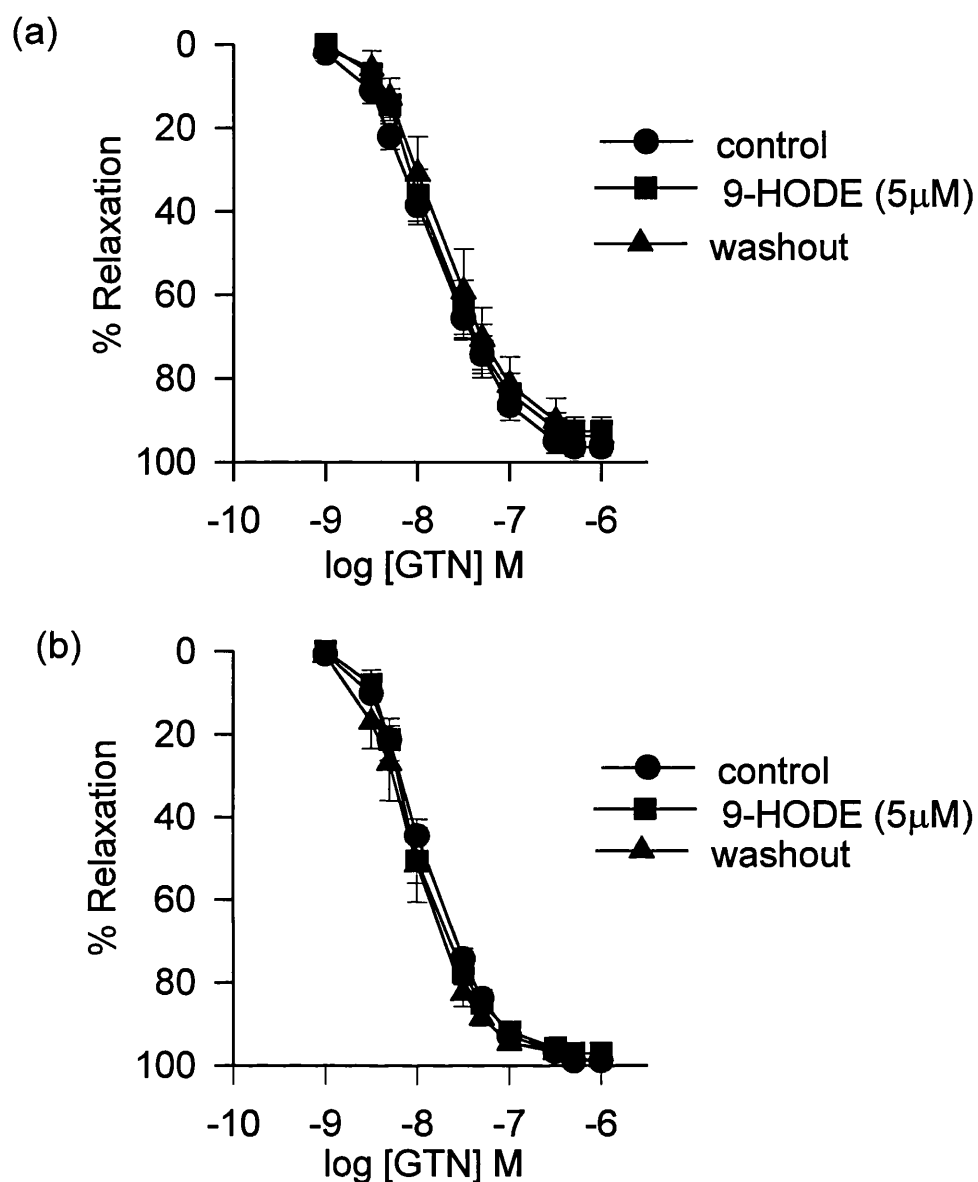 (a)
0
20
40
60
80
100
% Relaxation
-10 -9 -8 -7 -6
log [GTN] M
control
9-HODE (5μM)
washout
(b)
0
20
40
60
80
100
% Relaxation
-10 -9 -8 -7 -6
log [GTN] M
control
9-HODE (5μM)
washout